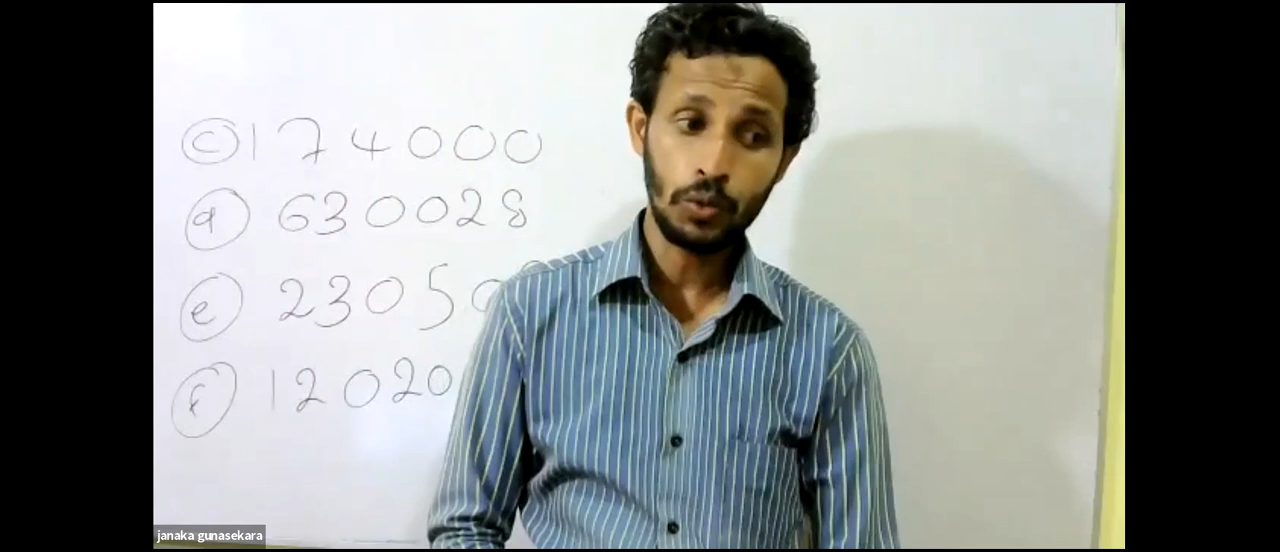 c 174000
d 630028
e 2305
f 12020
janaka gunasekara